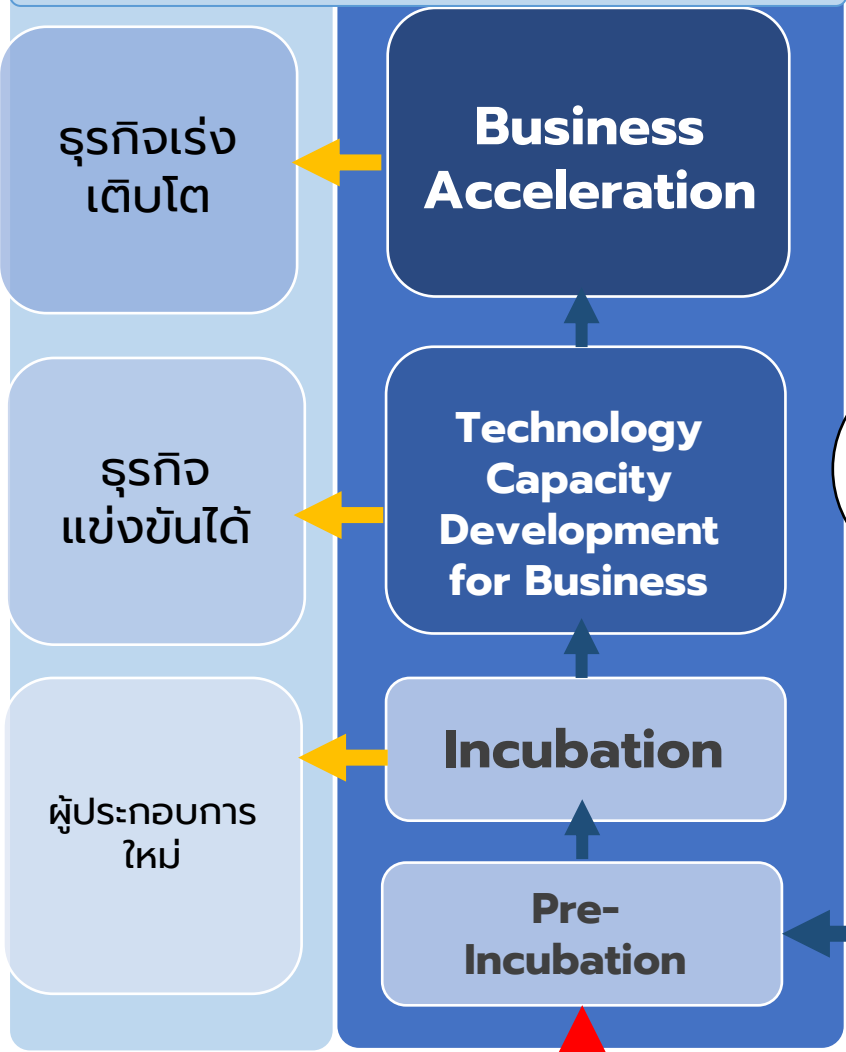 ธุรกิจเร่ง
เติบโต
Business
Acceleration
ธุรกิจ
แข่งขันได้
Technology
Capacity
Development
for Business
Incubation
ผู้ประกอบการ
ใหม่
Pre-
Incubation